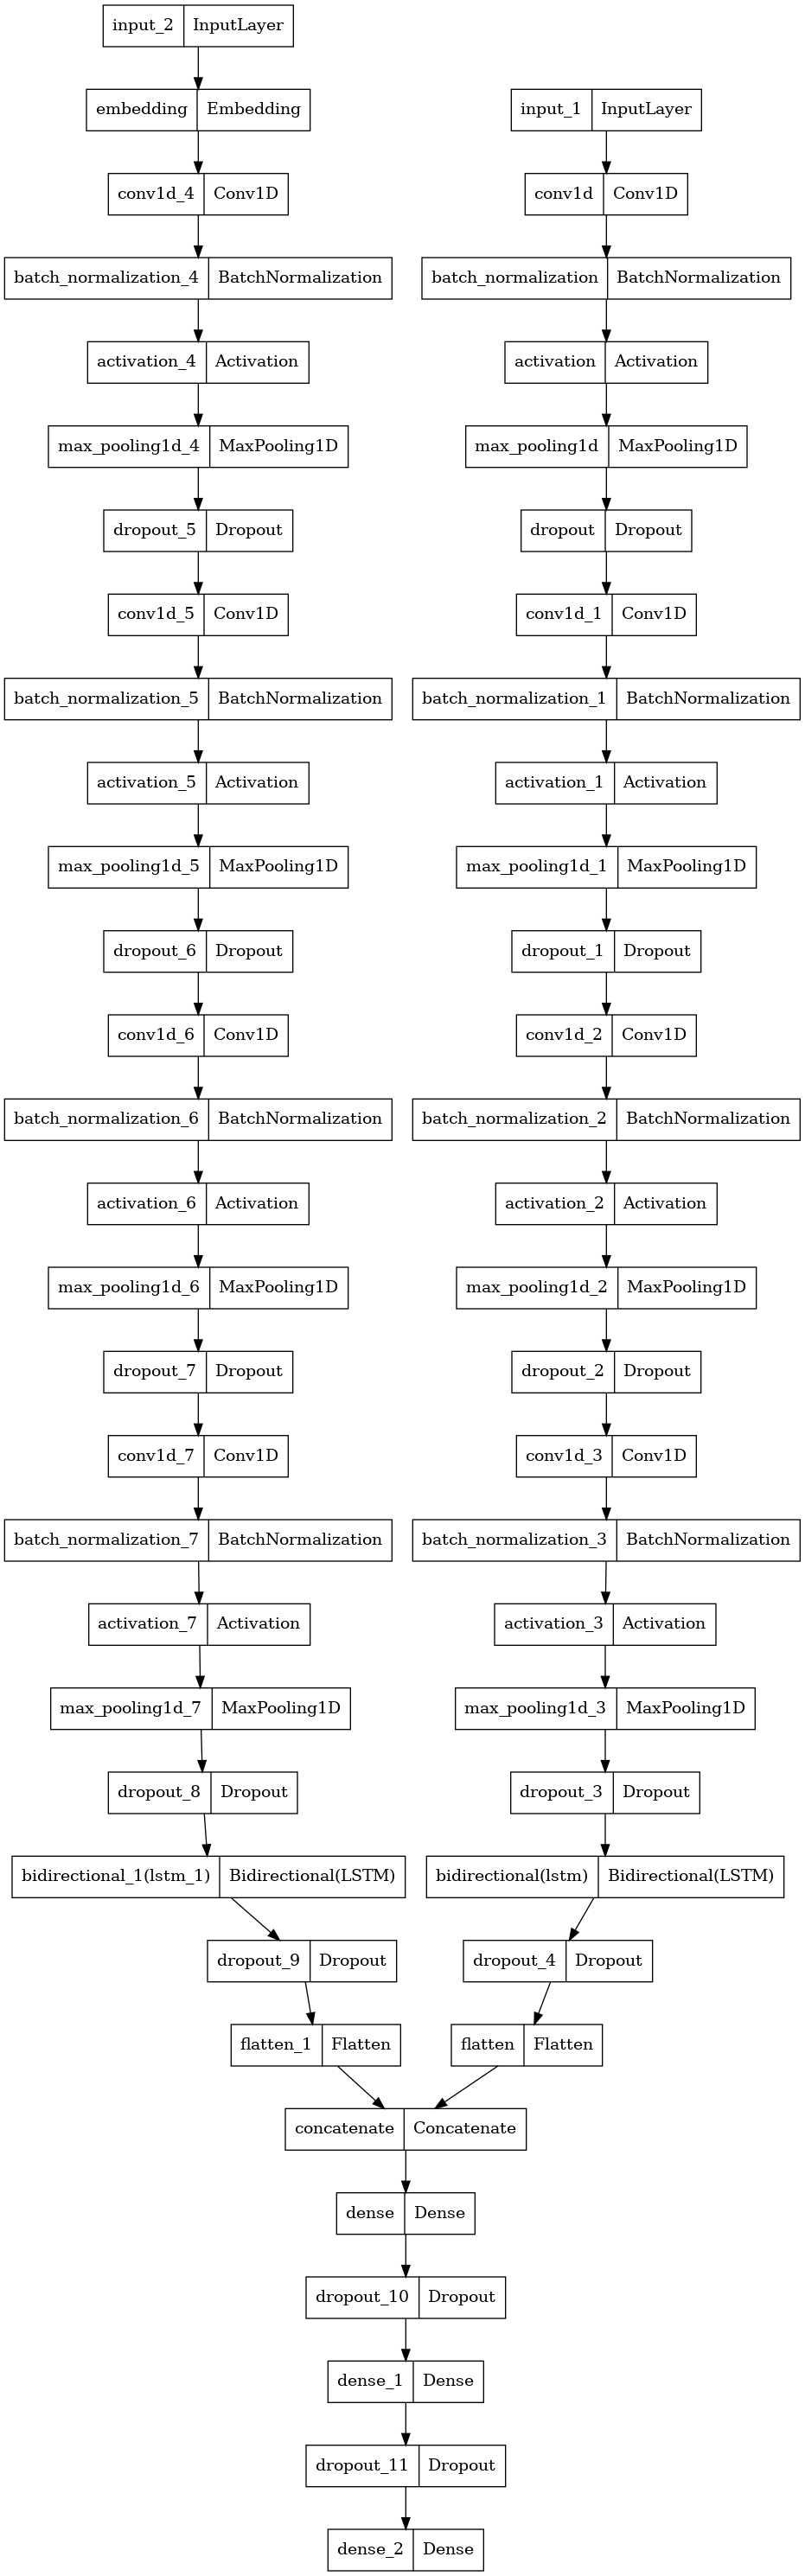 input_2 InputLayer
embedding Embedding
input_1 InputLayer
conv1d_4 Conv1D
conv1d Conv1D
batch_normalization_4 BatchNormalization
batch_normalization BatchNormalization
activation_4 Activation
activation Activation
max_pooling1d_4 MaxPooling1D
max_pooling1d MaxPooling1D
dropout_5 Dropout
dropout Dropout
conv1d_5 Conv1D
conv1d_1 Conv1D
batch_normalization_5 BatchNormalization
batch_normalization_1 BatchNormalization
activation_5 Activation
activation_1 Activation
max_pooling1d_5 MaxPooling1D
max_pooling1d_1 MaxPooling1D
dropout_6 Dropout
dropout_1 Dropout
conv1d_6 Conv1D
conv1d_2 Conv1D
batch_normalization_6 BatchNormalization
batch_normalization_2 BatchNormalization
activation_6 Activation
activation_2 Activation
max_pooling1d_6 MaxPooling1D
max_pooling1d_2 MaxPooling1D
dropout_7 Dropout
dropout_2 Dropout
conv1d_7 Conv1D
conv1d_3 Conv1D
batch_normalization_7 BatchNormalization
batch_normalization_3 BatchNormalization
activation_7 Activation
activation_3 Activation
max_pooling1d_7 MaxPooling1D
max_pooling1d_3 MaxPooling1D
dropout_8 Dropout
dropout_3 Dropout
bidirectional_1(lstm_1) Bidirectional(LSTM)
bidirectional(lstm) Bidirectional(LSTM)
dropout_9 Dropout
dropout_4 Dropout
flatten_1 Flatten
flatten Flatten
concatenate Concatenate
dense Dense
dropout_10 Dropout
dense_1 Dense
dropout_11 Dropout
dense_2 Dense